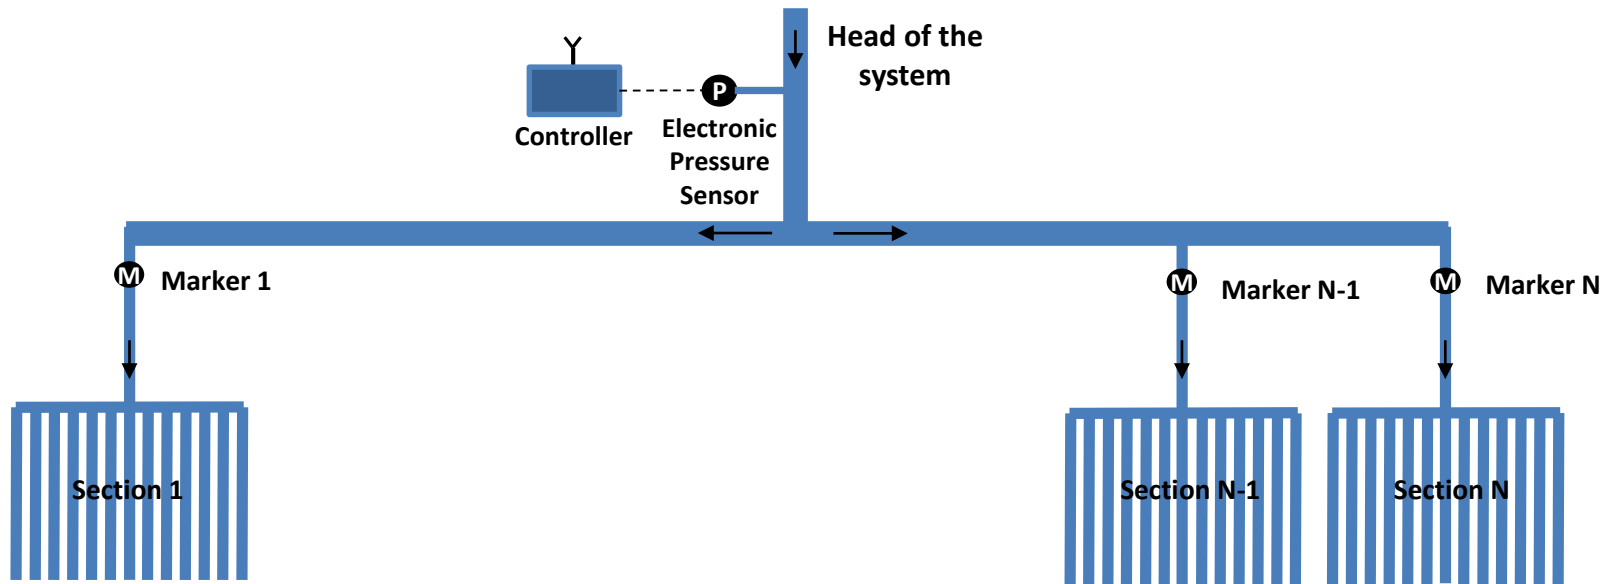 Head of the
system
P
Controller
Electronic
Pressure
Sensor
M
Marker 1
M
Marker N-1
M
Marker N
Section 1
Section N-1
Section N